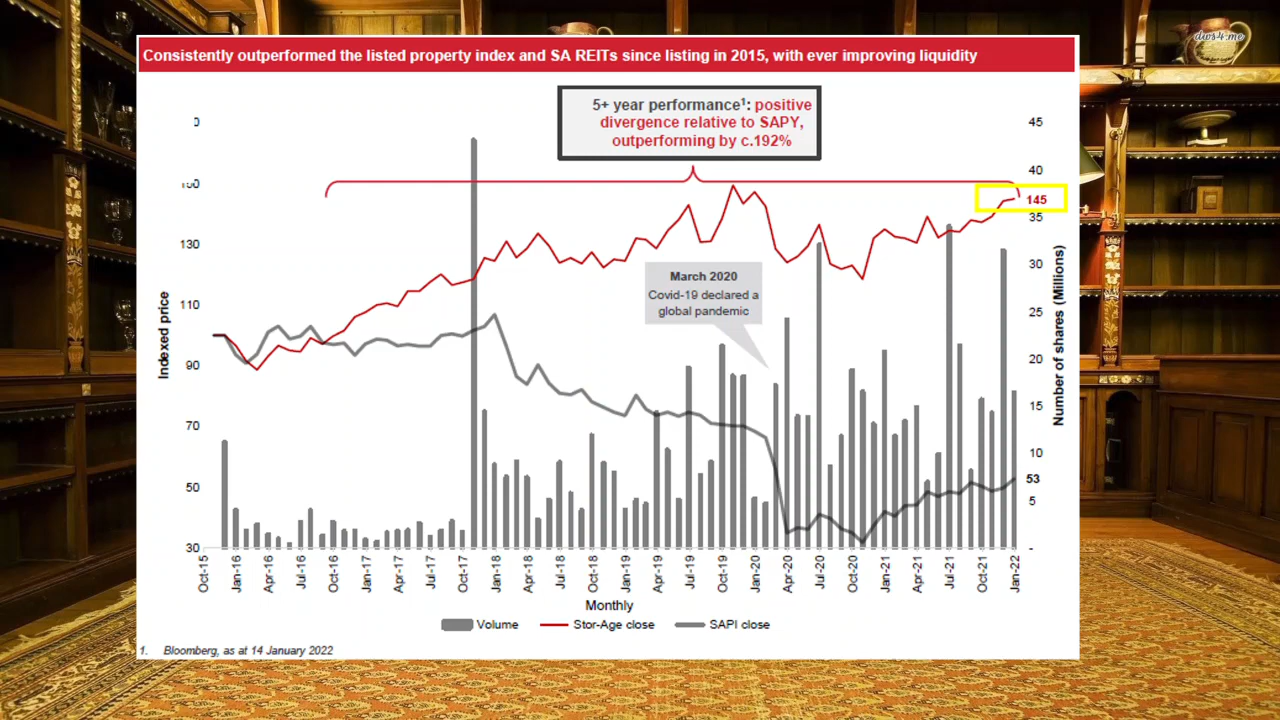 dws4.me
Consistently outperformed the listed property index and SA REITs since listing in 2015, with ever improving liquidity
5+ year performance¹: positive
divergence relative to SAPY,
outperforming by c.192%
130
110
90
70
50
30
Indexed price
45
40
35
30
25
20
15
10
5
-
Number of shares (Millions)
145
53
March 2020
Covid-19 declared a
global pandemic
Oct-15
Jan-16
Apr-16
Jul-16
Oct-16
Jan-17
Apr-17
Jul-17
Oct-17
Jan-18
Apr-18
Jul-18
Oct-18
Jan-19
Apr-19
Jul-19
Oct-19
Jan-20
Apr-20
Jul-20
Oct-20
Jan-21
Apr-21
Jul-21
Oct-21
Jan-22
Monthly
Volume
Stor-Age close
SAPI close
1. Bloomberg, as at 14 January 2022